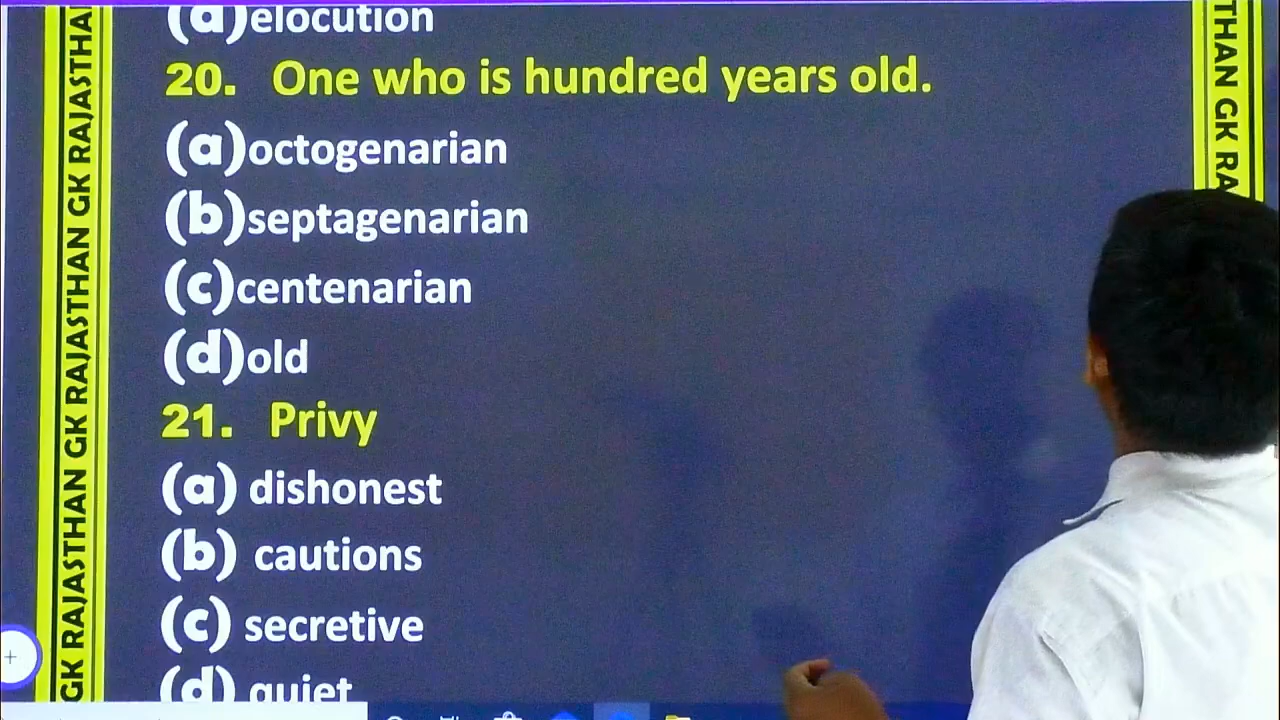 (d)elocution
20. One who is hundred years old.
(a)octogenarian
(b)septagenarian
(c)centenarian
(d)old
21. Privy
(a) dishonest
(b) cautions
(c) secretive
(d) quiet
GK RAJASTHAN GK RAJASTHAN GK RAJASTHA
THAN GK RA